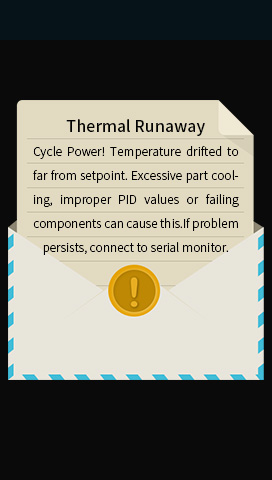 Thermal Runaway
Cycle Power! Temperature drifted to
far from setpoint. Excessive part cool-
ing, improper PID values or failing
components can cause this.If problem
persists, connect to serial monitor.